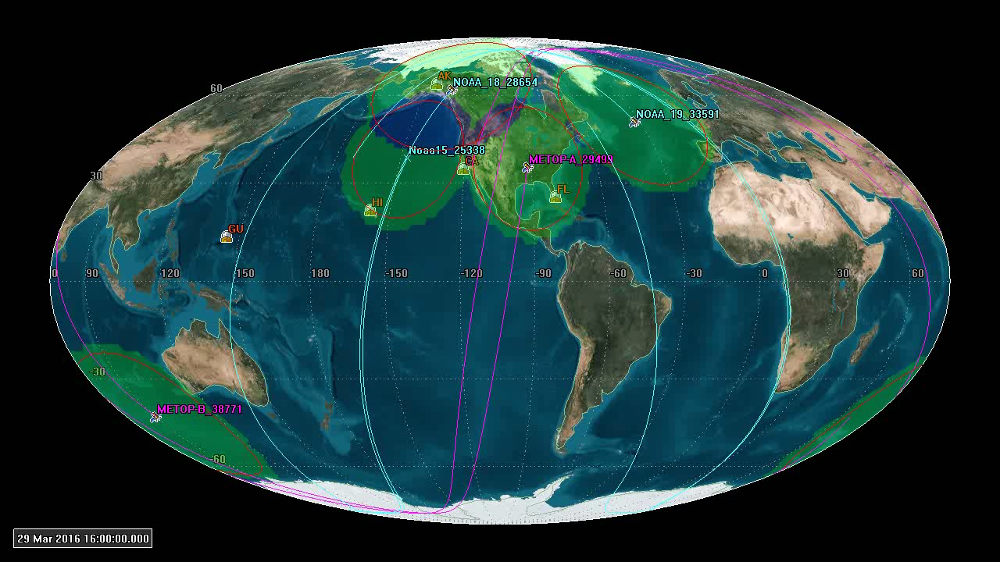 AK
NOAA_18_28654
60
NOAA_19_33591
Noaa15_25338
CA
METOP-A_29499
30
FL
HI
GU
0 90 120 150 180 -150 -120 -90 -60 -30 0 30 60
-30
METOP-B_38771
-60
29 Mar 2016 16:00:00.000